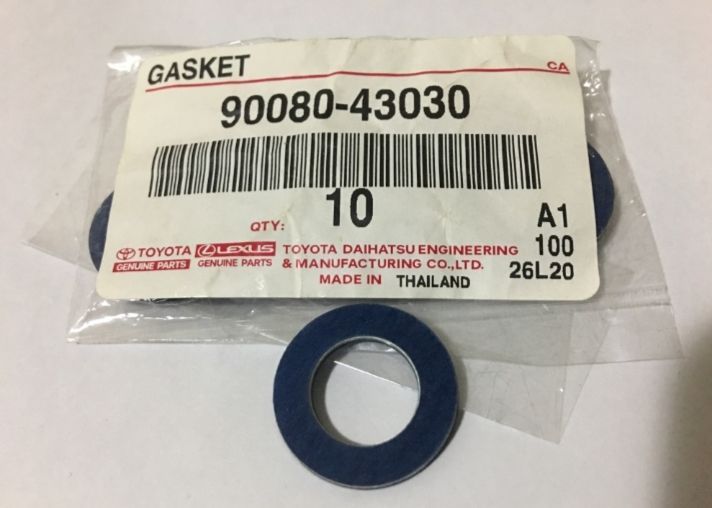 GASKET
CA
90080-43030
QTY: 10
A1
TOYOTA LEXUS TOYOTA DAIHATSU ENGINEERING 100
GENUINE PARTS GENUINE PARTS & MANUFACTURING CO.,LTD. 26L20
MADE IN THAILAND